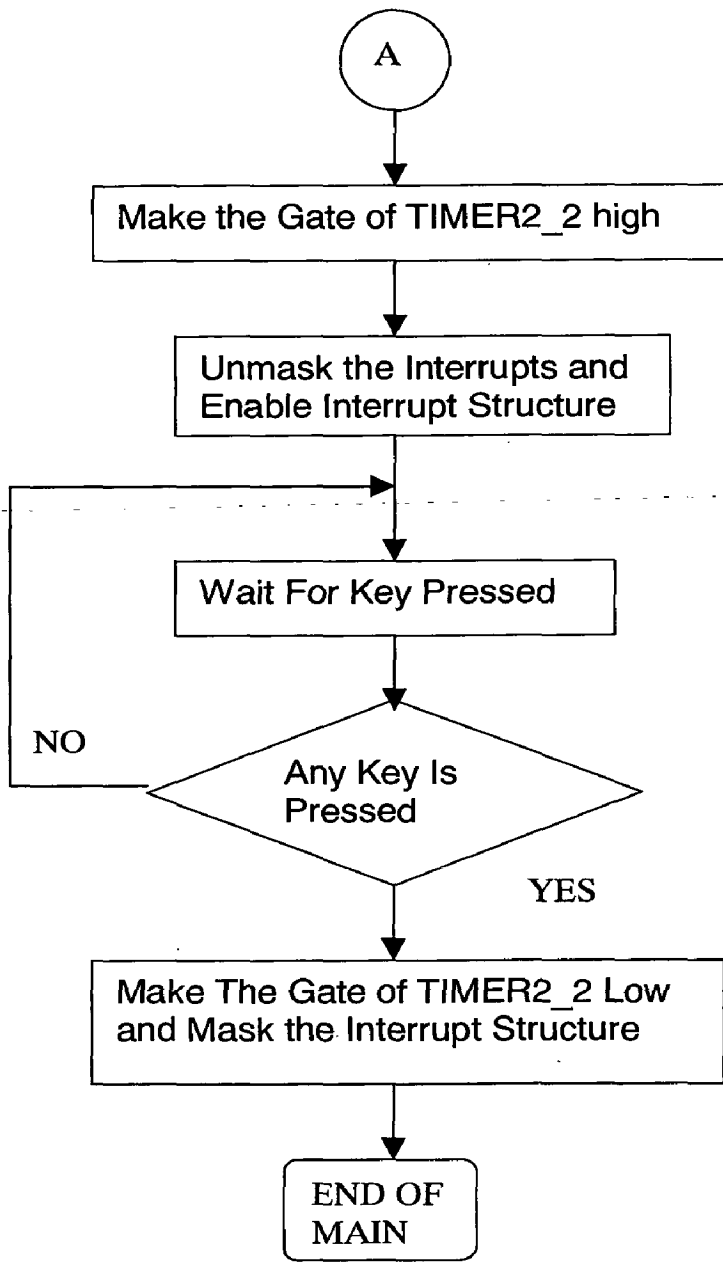 A
Make the Gate of TIMER2_2 high
Unmask the Interrupts and
Enable Interrupt Structure
Wait For Key Pressed
NO
Any Key Is
Pressed
YES
Make The Gate of TIMER2_2 Low
and Mask the Interrupt Structure
END OF
MAIN